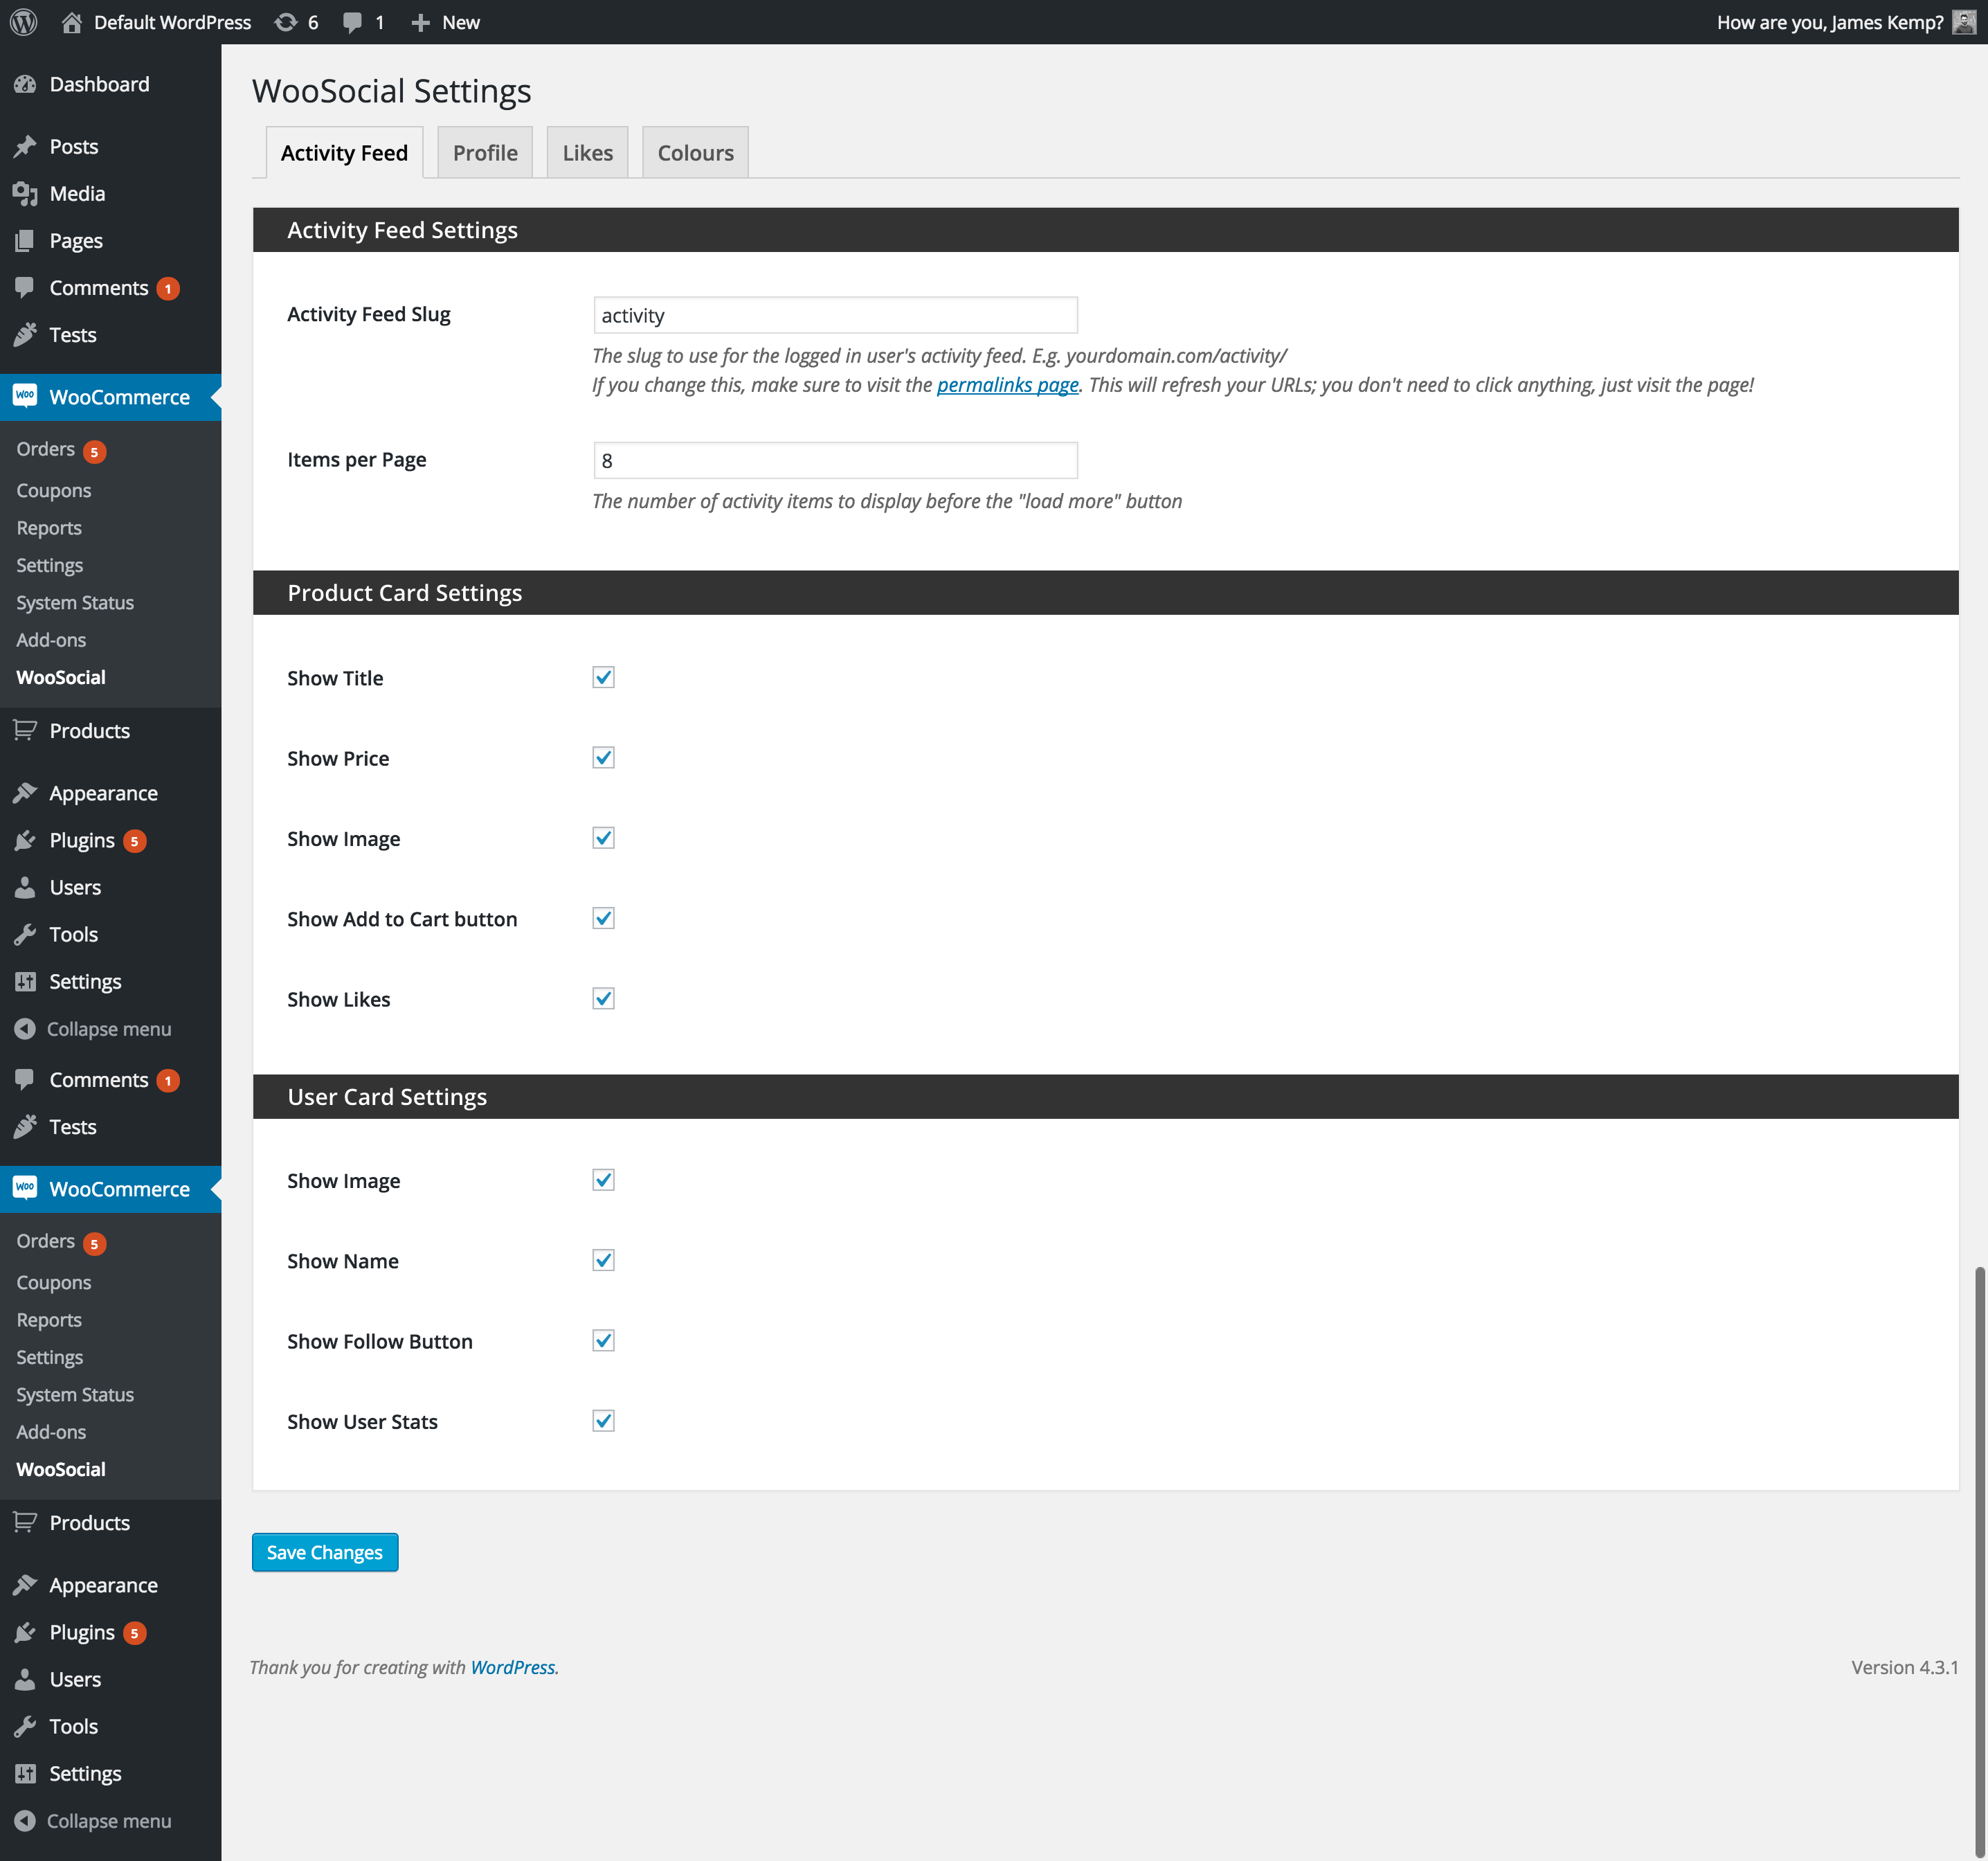 Default WordPress 6 1 New
How are you, James Kemp?
Dashboard
Posts
Media
Pages
Comments 1
Tests
WOO WooCommerce
Orders 5
Coupons
Reports
Settings
System Status
Add-ons
WooSocial
Products
Appearance
Plugins 5
Users
Tools
Settings
Collapse menu
Comments 1
Tests
WOO WooCommerce
Orders 5
Coupons
Reports
Settings
System Status
Add-ons
WooSocial
Products
Appearance
Plugins 5
Users
Tools
Settings
Collapse menu
WooSocial Settings
Activity Feed Profile Likes Colours
Activity Feed Settings
Activity Feed Slug activity
The slug to use for the logged in user's activity feed. E.g. yourdomain.com/activity/
If you change this, make sure to visit the permalinks page. This will refresh your URLs; you don't need to click anything, just visit the page!
Items per Page 8
The number of activity items to display before the "load more" button
Product Card Settings
Show Title
Show Price
Show Image
Show Add to Cart button
Show Likes
User Card Settings
Show Image
Show Name
Show Follow Button
Show User Stats
Save Changes
Thank you for creating with WordPress.
Version 4.3.1